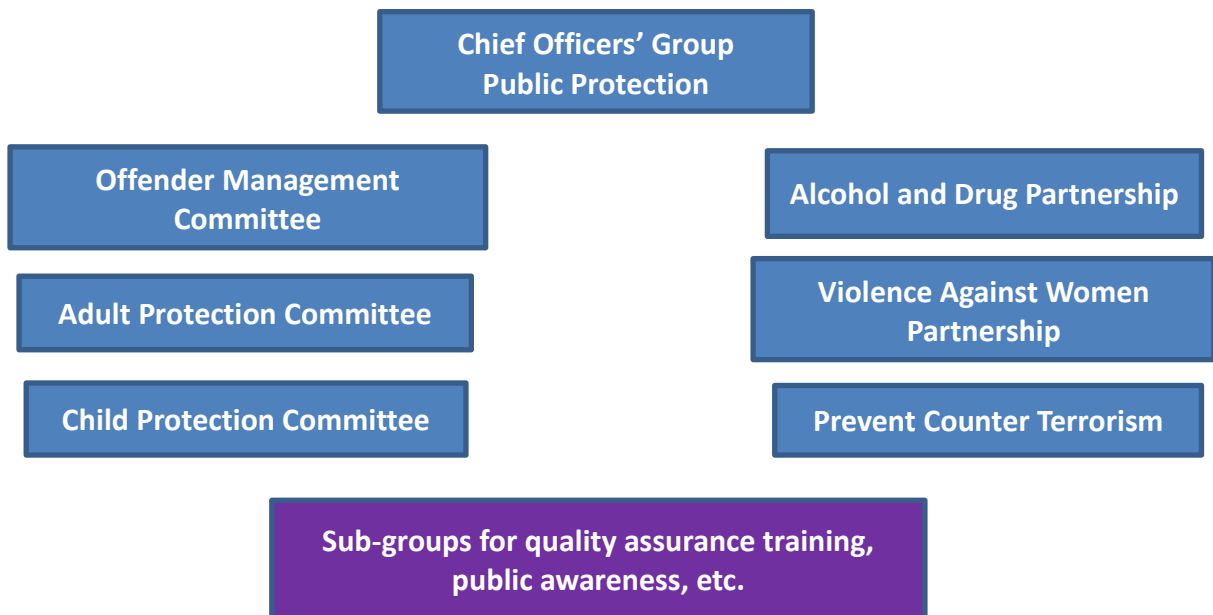 Chief Officers’ Group
Public Protection
Offender Management
Committee
Alcohol and Drug Partnership
Adult Protection Committee
Violence Against Women
Partnership
Child Protection Committee
Prevent Counter Terrorism
Sub-groups for quality assurance training,
public awareness, etc.